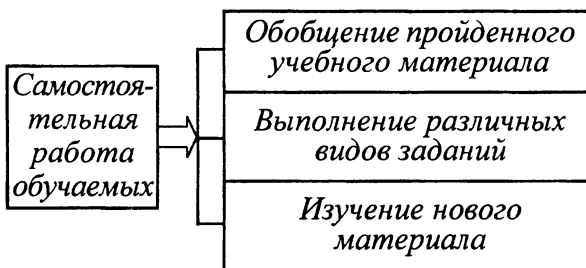 Самостоя-
тельная
работа
обучаемых
Обобщение пройденного
учебного материала
Выполнение различных
видов заданий
Изучение нового
материала